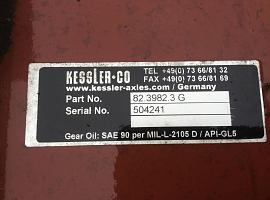 KESSLER+CO
TEL +49(0) 73 66/81 32
FAX +49(0) 73 66/81 69
kessler-axles.com / Germany
Part No. 82.3982.3 G
Serial No. 504241
Gear Oil: SAE 90 per MIL-L-2105 D / API-GL5